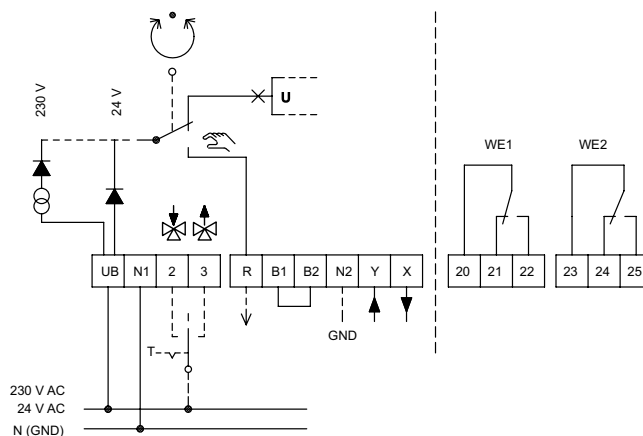 230 V
24 V
U
WE1
WE2
UB N1 2 3 R B1 B2 N2 Y X
20 21 22 23 24 25
GND
T
230 V AC
24 V AC
N (GND)